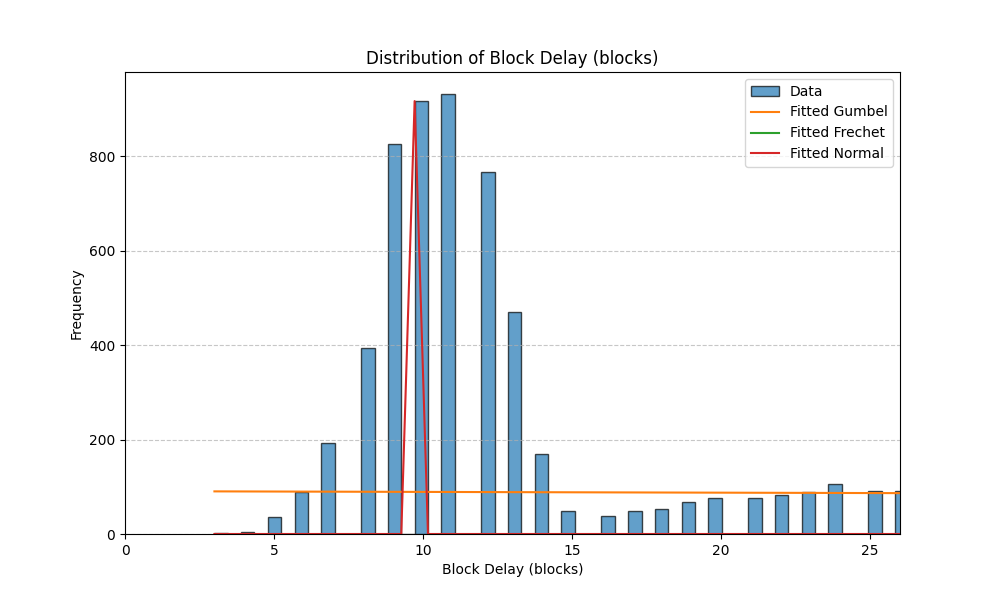 Distribution of Block Delay (blocks)
Data
Fitted Gumbel
Fitted Frechet
Fitted Normal
Frequency
800
600
400
200
0
0 5 10 15 20 25
Block Delay (blocks)